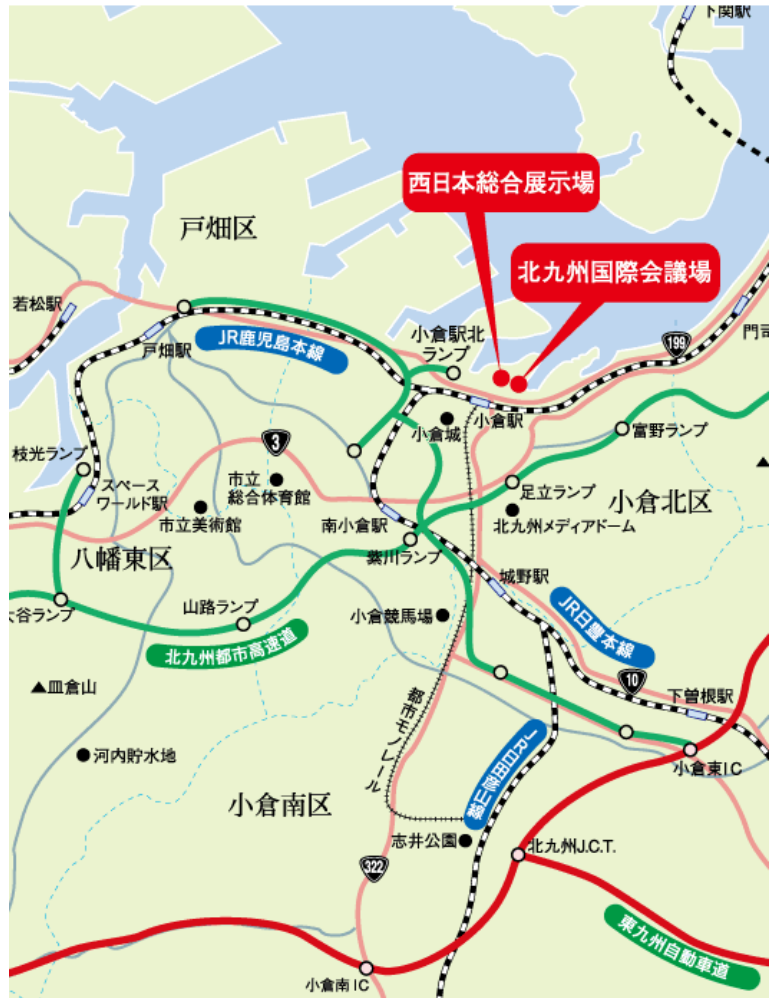 下関駅
西日本総合展示場
戸畑区
北九州国際会議場
若松駅
戸畑駅
JR鹿児島本線
小倉駅北
ランプ
199
門司
小倉城
小倉駅
富野ランプ
3
枝光ランプ
スペース
ワールド駅
市立
総合体育館
市立美術館
足立ランプ
小倉北区
南小倉駅
北九州メディアドーム
八幡東区
紫川ランプ
城野駅
大谷ランプ
山路ランプ
小倉競馬場
JR日豊本線
北九州都市高速道
10
▲皿倉山
下曽根駅
都市モノレール
河内貯水地
JR日田彦山線
小倉東IC
小倉南区
志井公園
北九州J.C.T.
322
東九州自動車道
小倉南IC